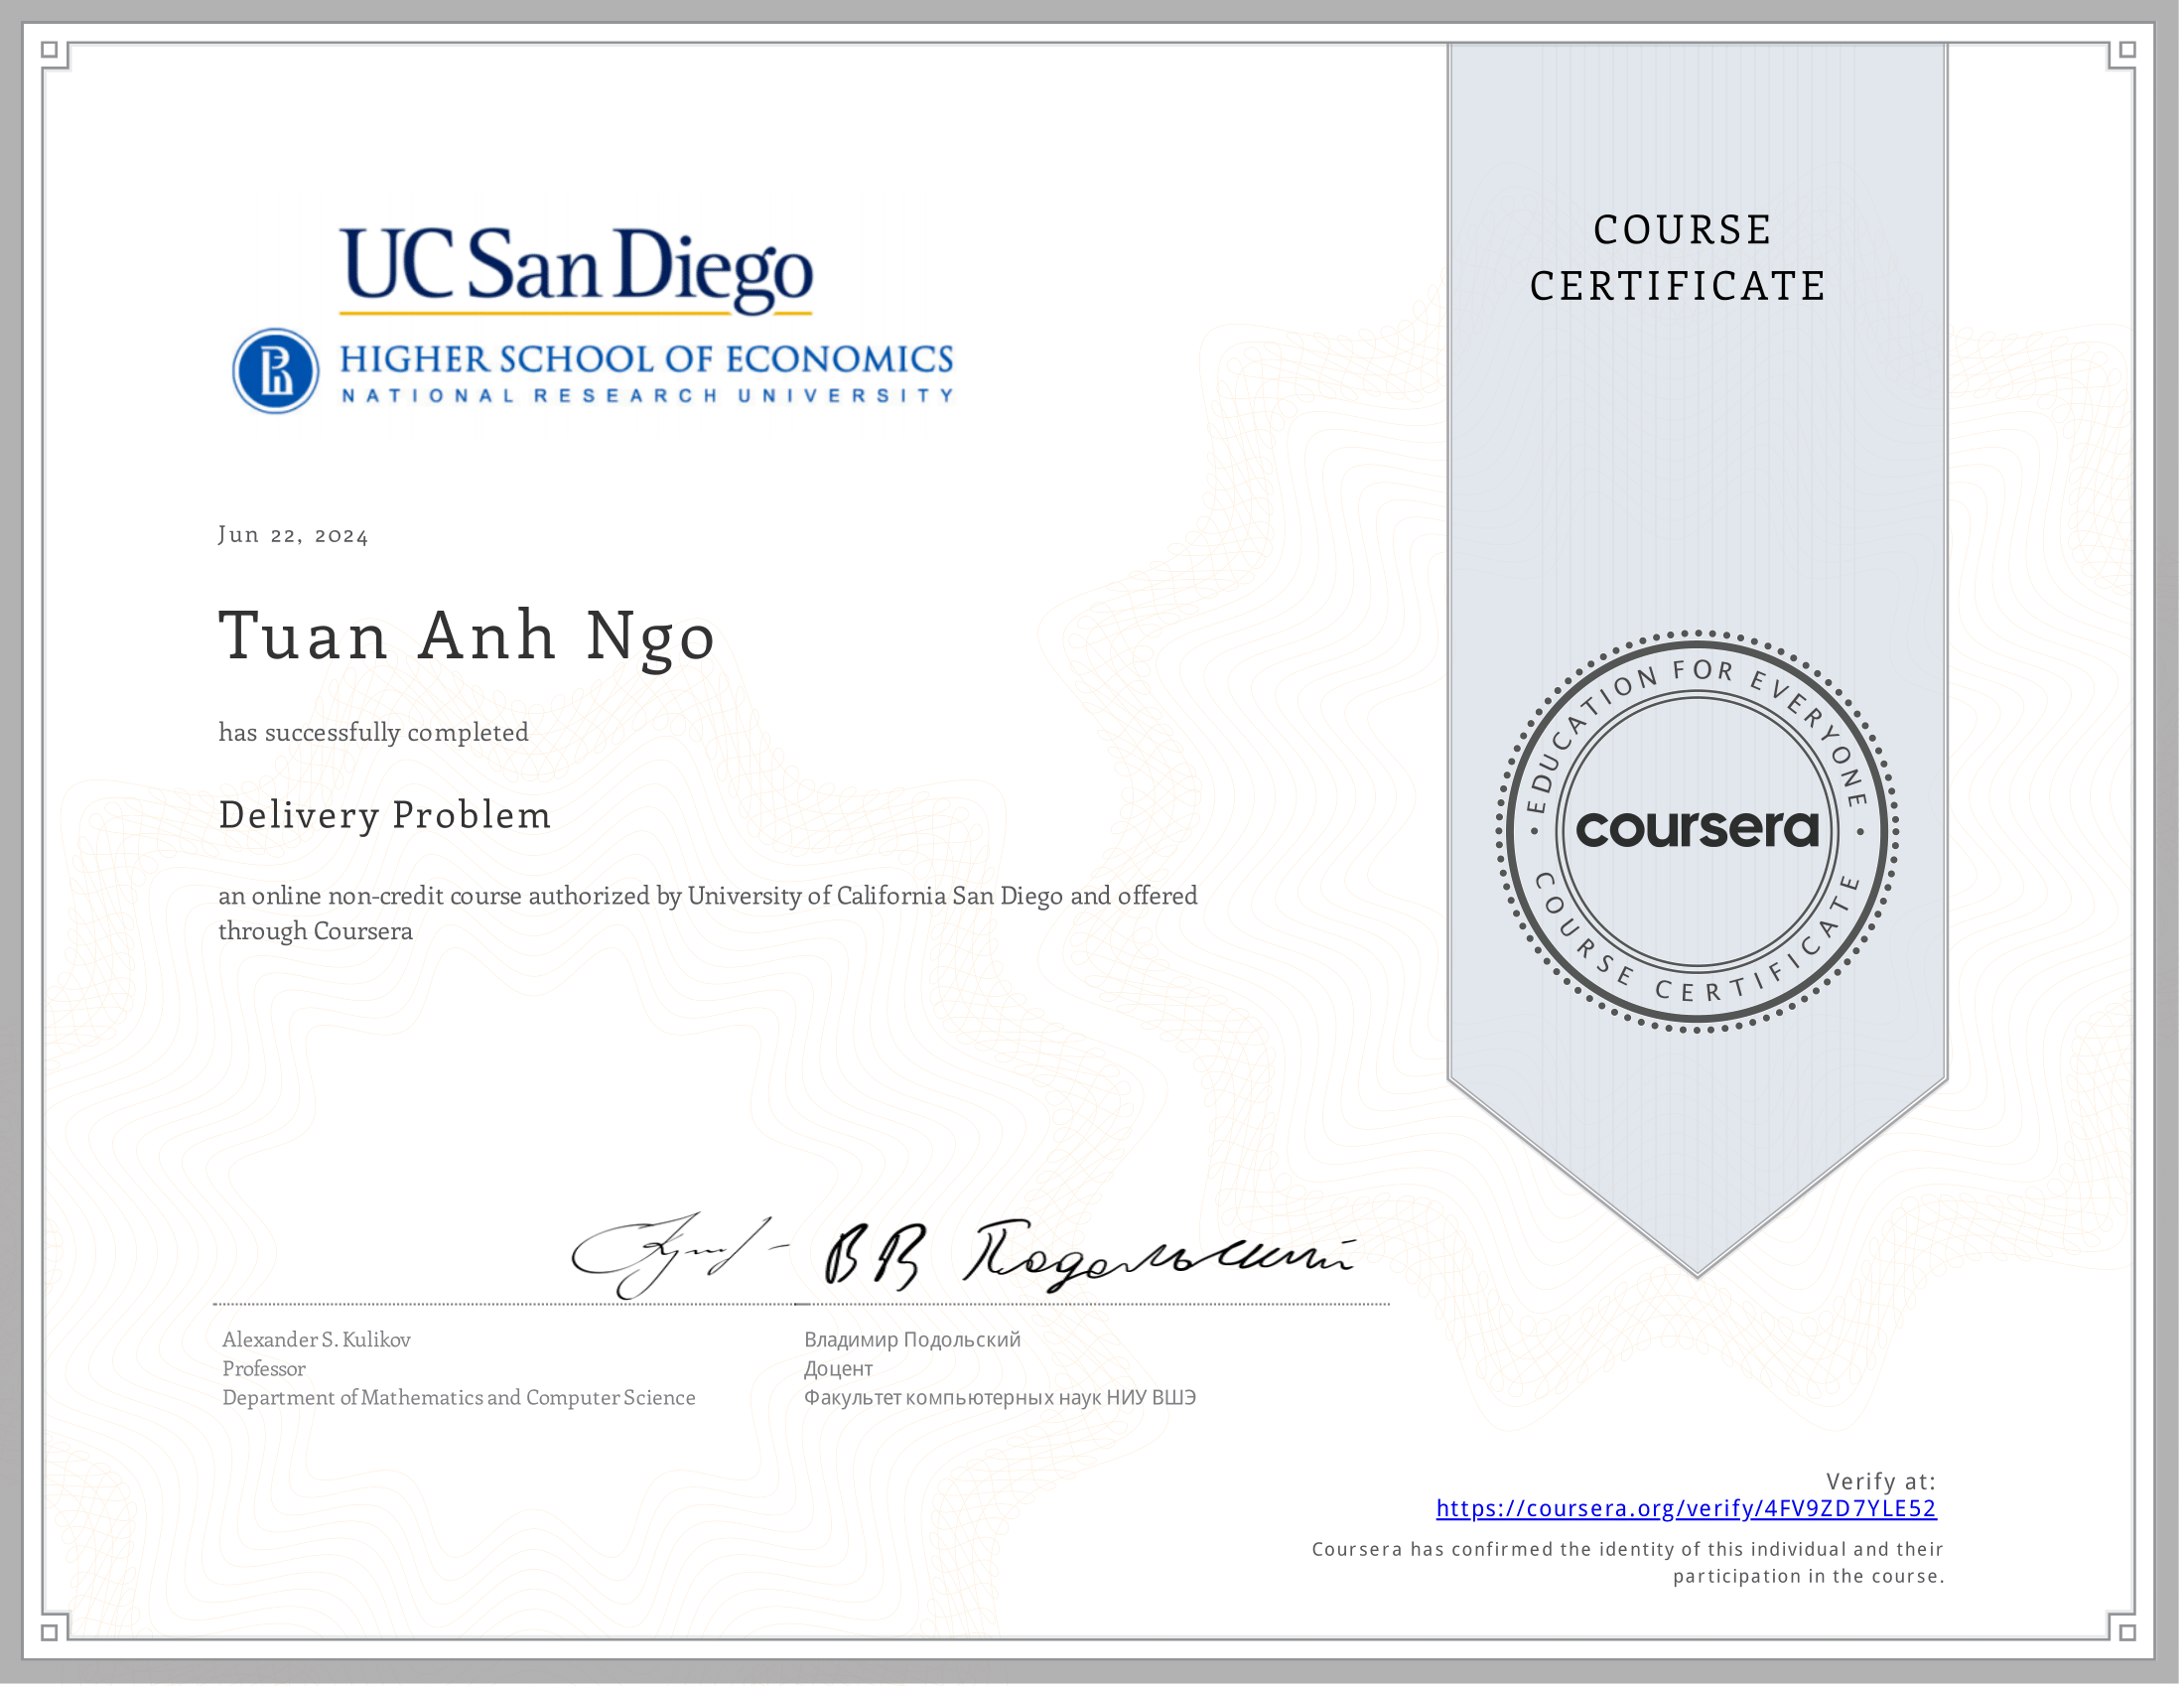 UC San Diego
HIGHER SCHOOL OF ECONOMICS
NATIONAL RESEARCH UNIVERSITY
COURSE
CERTIFICATE
Jun 22, 2024
Tuan Anh Ngo
has successfully completed
Delivery Problem
an online non-credit course authorized by University of California San Diego and offered
through Coursera
EDUCATION FOR EVERYONE
coursera
COURSE CERTIFICATE
ВВ Подольский
Alexander S. Kulikov
Professor
Department of Mathematics and Computer Science
Владимир Подольский
Доцент
Факультет компьютерных наук НИУ ВШЭ
Verify at:
https://coursera.org/verify/4FV9ZD7YLE52
Coursera has confirmed the identity of this individual and their
participation in the course.